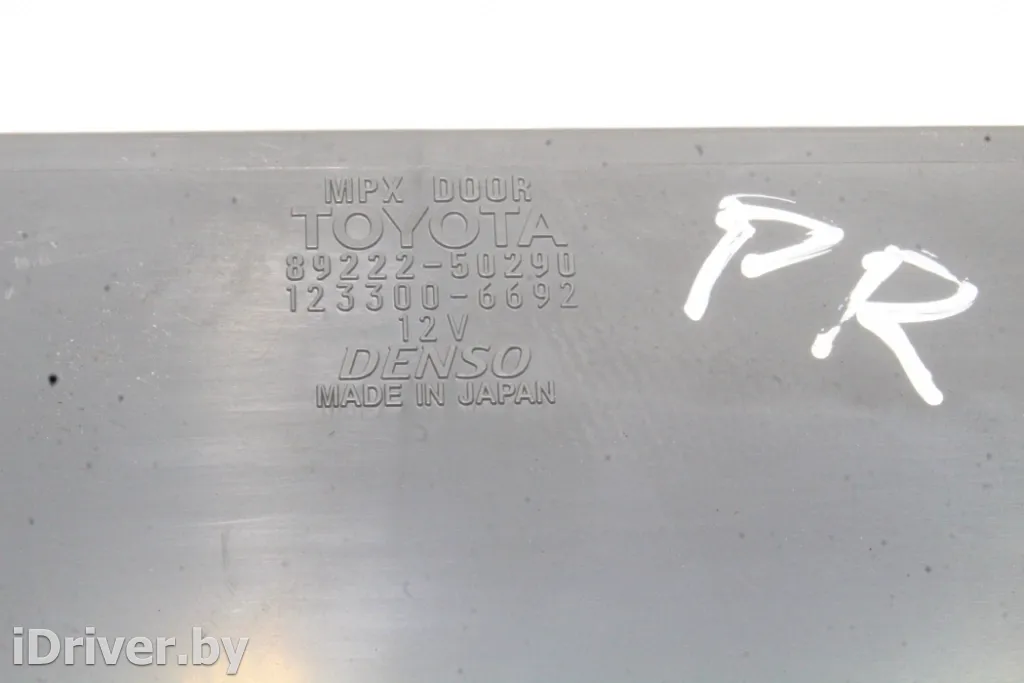 MPX DOOR
TOYOTA
89222-50290
123300-6692
12V
DENSO
MADE IN JAPAN
PR
iDriver.by